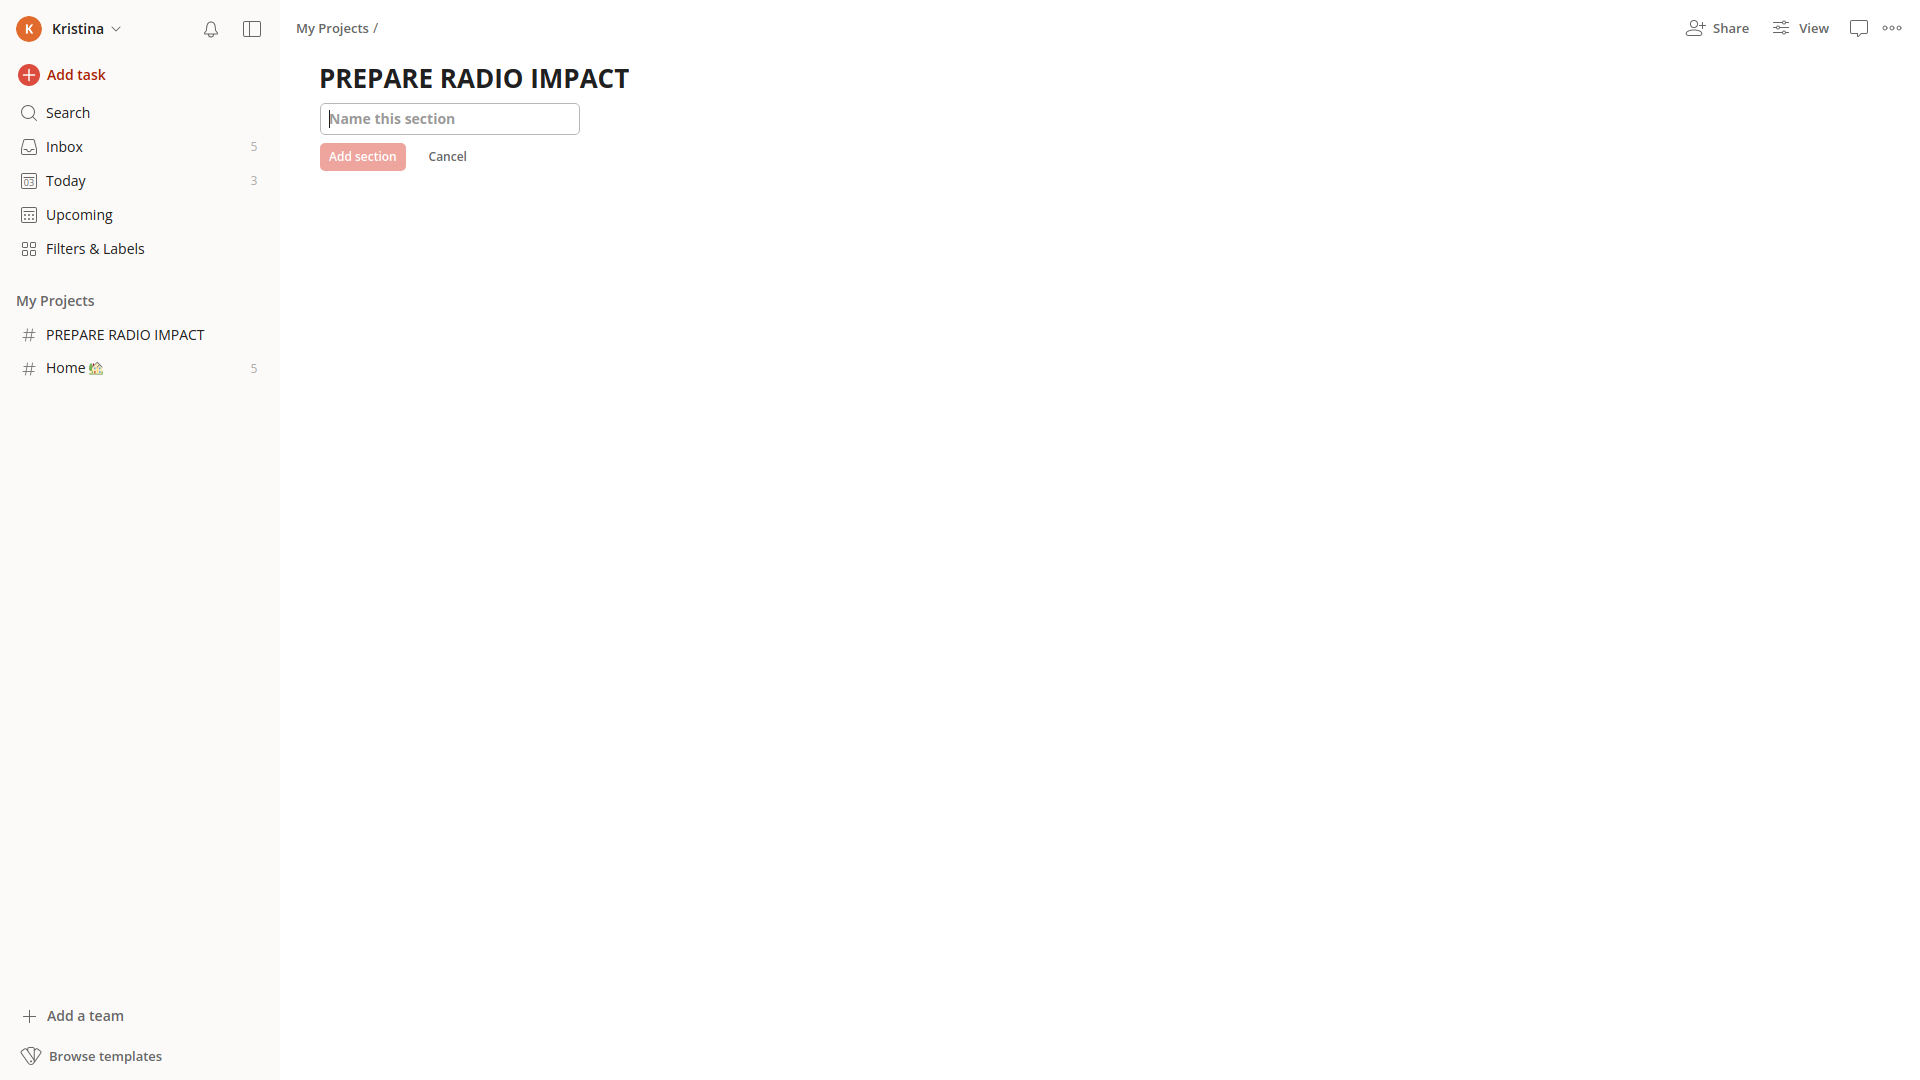 K Kristina
Add task
Search
Inbox 5
03 Today 3
Upcoming
Filters & Labels
My Projects
PREPARE RADIO IMPACT
Home 5
Add a team
Browse templates
My Projects /
Share
View
PREPARE RADIO IMPACT
Name this section
Add section Cancel